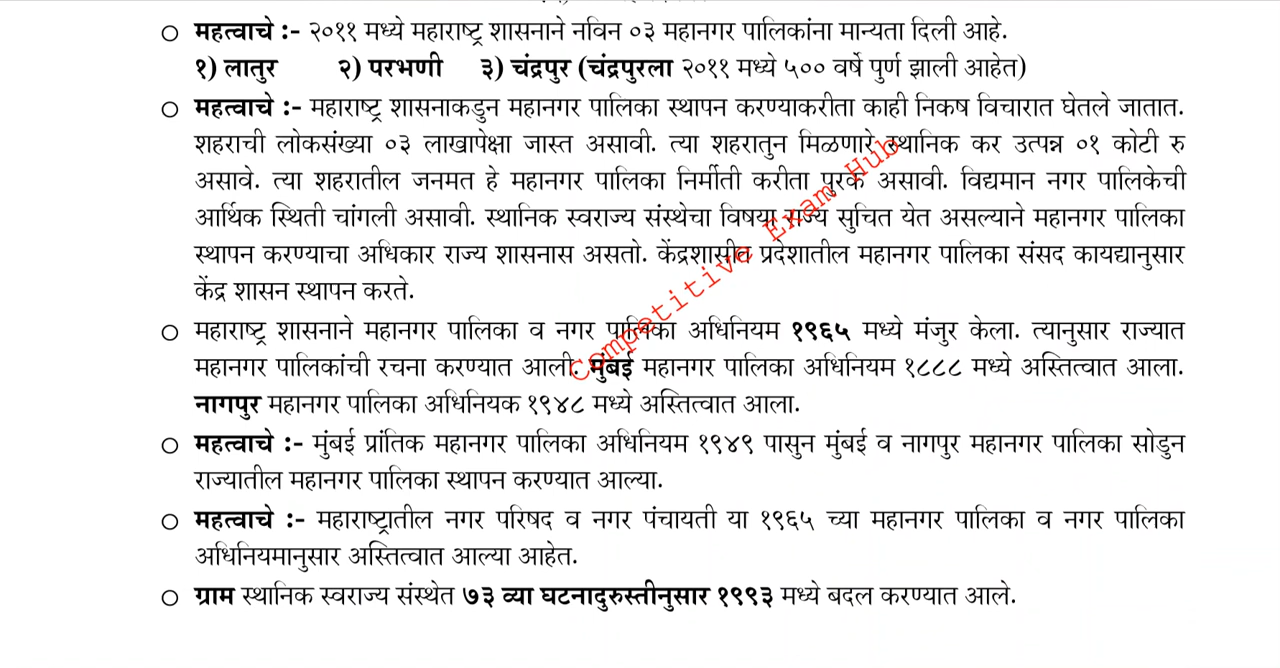 महत्वाचे :- २०११ मध्ये महाराष्ट्र शासनाने नविन ०३ महानगर पालिकांना मान्यता दिली आहे.
१) लातुर २) परभणी ३) चंद्रपुर (चंद्रपुरला २०११ मध्ये ५०० वर्षे पुर्ण झाली आहेत)
महत्वाचे :- महाराष्ट्र शासनाकडुन महानगर पालिका स्थापन करण्याकरीता काही निकष विचारात घेतले जातात.
शहराची लोकसंख्या ०३ लाखापेक्षा जास्त असावी. त्या शहरातुन मिळणारे स्थानिक कर उत्पन्न ०१ कोटी रु
असावे. त्या शहरातील जनमत हे महानगर पालिका निर्मीती करीता पुरक असावी. विद्यमान नगर पालिकेची
आर्थिक स्थिती चांगली असावी. स्थानिक स्वराज्य संस्थेचा विषया राज्य सुचित येत असल्याने महानगर पालिका
स्थापन करण्याचा अधिकार राज्य शासनास असतो. केंद्रशासीत प्रदेशातील महानगर पालिका संसद कायद्यानुसार
केंद्र शासन स्थापन करते.
महाराष्ट्र शासनाने महानगर पालिका व नगर पालिका अधिनियम १९६५ मध्ये मंजुर केला. त्यानुसार राज्यात
महानगर पालिकांची रचना करण्यात आली. मुंबई महानगर पालिका अधिनियम १८८८ मध्ये अस्तित्वात आला.
नागपुर महानगर पालिका अधिनियक १९४८ मध्ये अस्तित्वात आला.
महत्वाचे :- मुंबई प्रांतिक महानगर पालिका अधिनियम १९४९ पासुन मुंबई व नागपुर महानगर पालिका सोडुन
राज्यातील महानगर पालिका स्थापन करण्यात आल्या.
महत्वाचे :- महाराष्ट्रातील नगर परिषद व नगर पंचायती या १९६५ च्या महानगर पालिका व नगर पालिका
अधिनियमानुसार अस्तित्वात आल्या आहेत.
ग्राम स्थानिक स्वराज्य संस्थेत ७३ व्या घटनादुरुस्तीनुसार १९९३ मध्ये बदल करण्यात आले.
Competitive Exam Hub